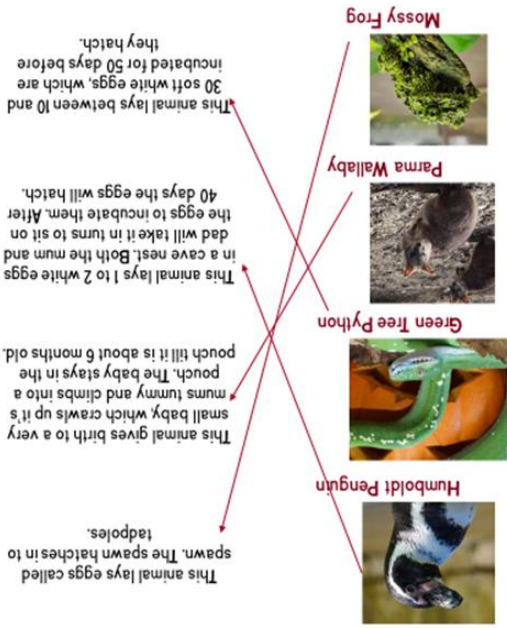 Humboldt Penguin
Green Tree Python
Parma Wallaby
Mossy Frog
This animal lays eggs called
spawn. The spawn hatches in to
tadpoles.
This animal gives birth to a very
small baby, which crawls up it's
mums tummy and climbs into a
pouch. The baby stays in the
pouch till it is about 6 months old.
This animal lays 1 to 2 white eggs
in a cave nest. Both the mum and
dad will take it in turns to sit on
the eggs to incubate them. After
40 days the eggs will hatch.
This animal lays between 10 and
30 soft white eggs, which are
incubated for 50 days before
they hatch.